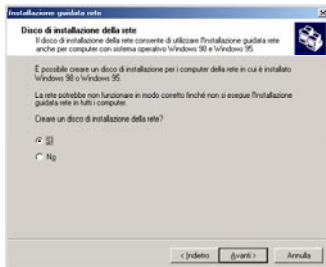 Installazione guidata rete
Disco di installazione della rete
Il disco di installazione della rete consente di utilizzare l'Installazione guidata rete
anche per computer con sistema operativo Windows 98 e Windows 95.
È possibile creare un disco di installazione per i computer della rete in cui è installato
Windows 98 o Windows 95.
La rete potrebbe non funzionare in modo corretto finché non si esegue l'Installazione
guidata rete in tutti i computer.
Creare un disco di installazione della rete?
Sì
No
< Indietro
Avanti >
Annulla